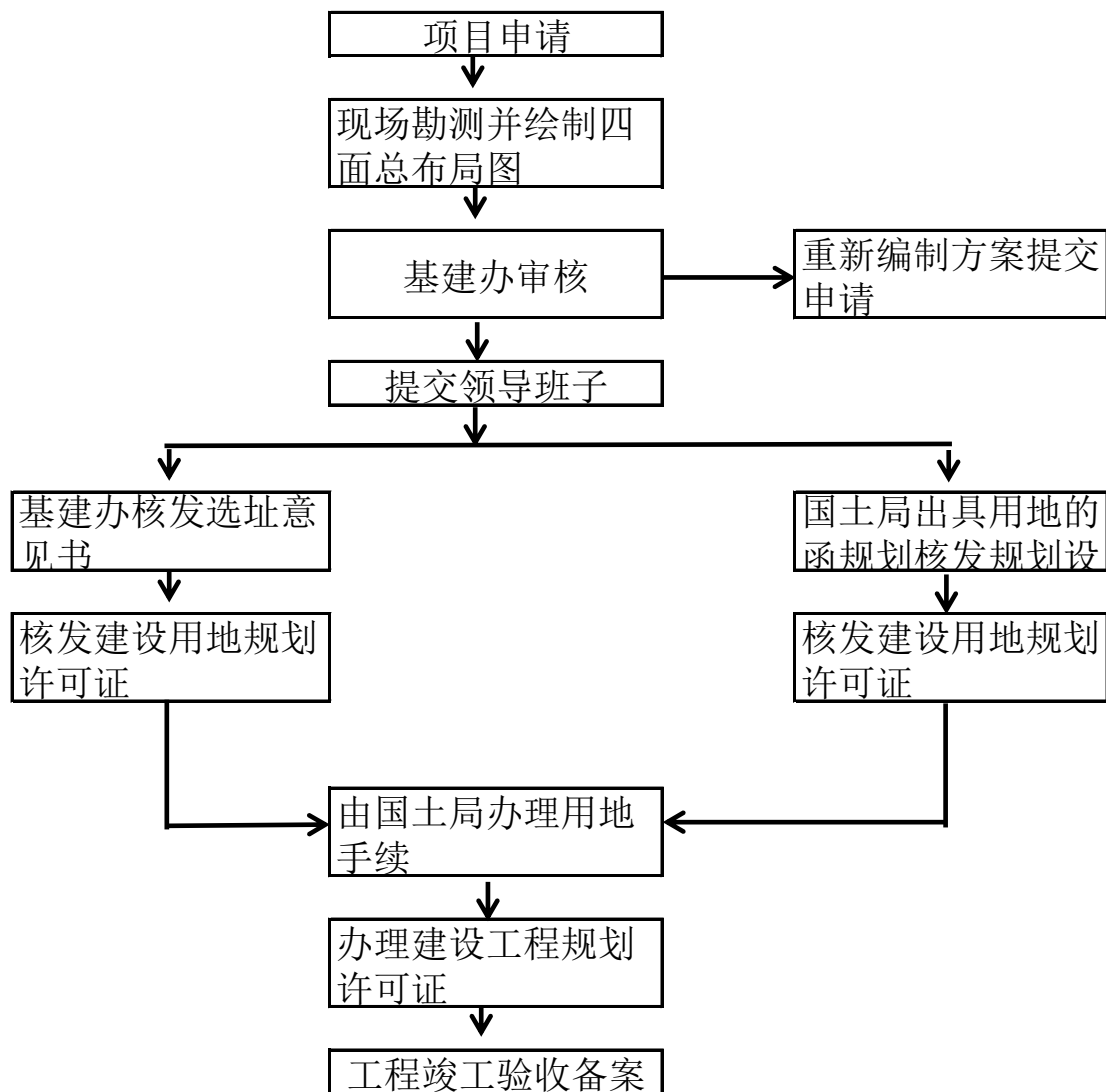 项目申请
现场勘测并绘制四
面总布局图
基建办审核
重新编制方案提交
申请
提交领导班子
基建办核发选址意
见书
国土局出具用地的
函规划核发规划设
核发建设用地规划
许可证
核发建设用地规划
许可证
由国土局办理用地
手续
办理建设工程规划
许可证
工程竣工验收备案